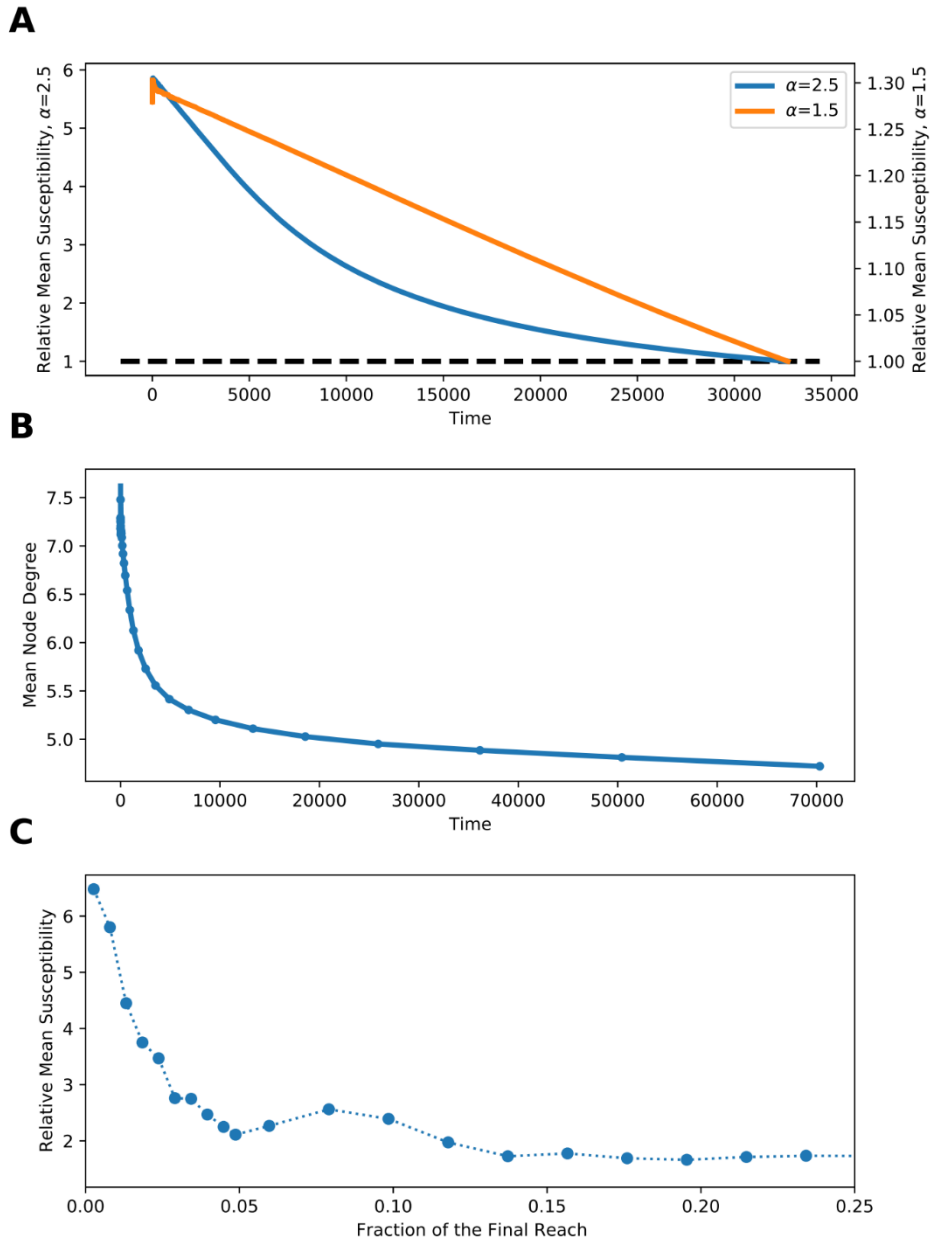 A
Relative Mean Susceptibility, α=2.5
6
5
4
3
2
1
α=2.5
α=1.5
1.30
1.25
1.20
1.15
1.10
1.05
1.00
Relative Mean Susceptibility, α=1.5
0 5000 10000 15000 20000 25000 30000 35000
Time
B
Mean Node Degree
7.5
7.0
6.5
6.0
5.5
5.0
0 10000 20000 30000 40000 50000 60000 70000
Time
C
Relative Mean Susceptibility
6
5
4
3
2
0.00 0.05 0.10 0.15 0.20 0.25
Fraction of the Final Reach